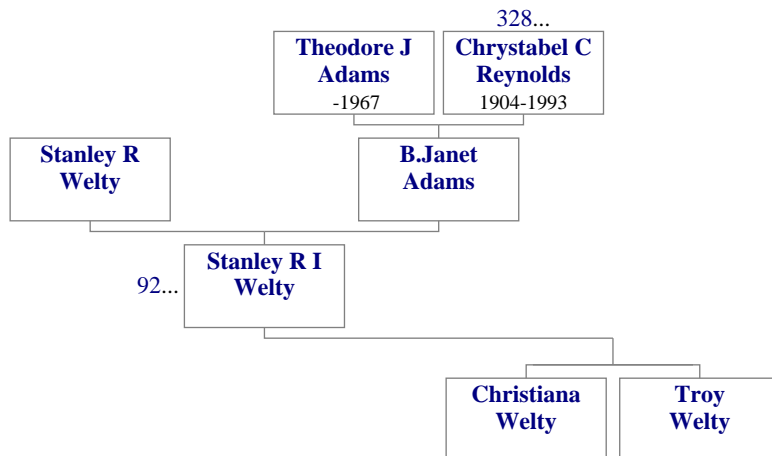 328...
Theodore J
Adams
-1967
Chrystabel C
Reynolds
1904-1993
Stanley R
Welty
B.Janet
Adams
92...
Stanley R I
Welty
Christiana
Welty
Troy
Welty